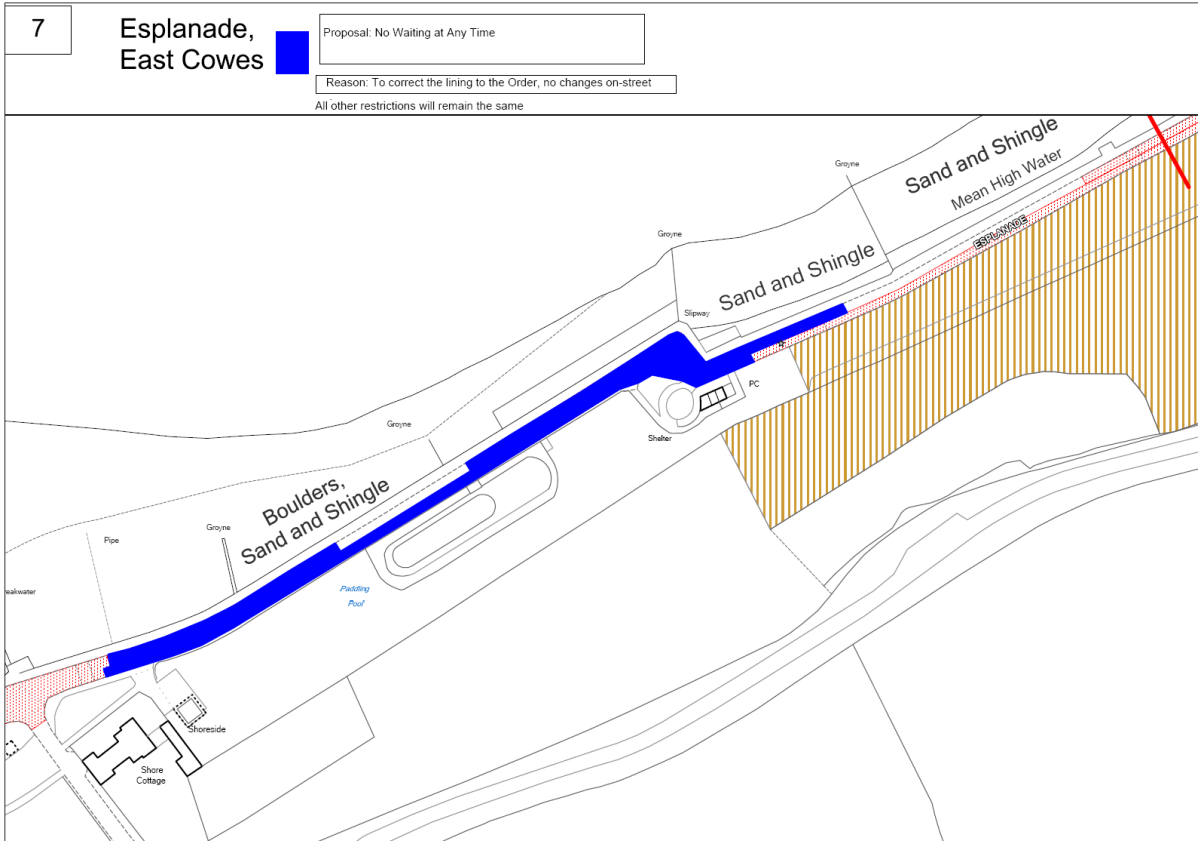 7
Esplanade,
East Cowes
Proposal: No Waiting at Any Time
Reason: To correct the lining to the Order, no changes on-street
All other restrictions will remain the same
Sand and Shingle
Mean High Water
Groyne
ESPLANADE
Groyne
Sand and Shingle
Slipway
PC
Shelter
Groyne
Boulders,
Sand and Shingle
Groyne
Pipe
Paddling
Pool
eakwater
Shoreside
Shore
Cottage